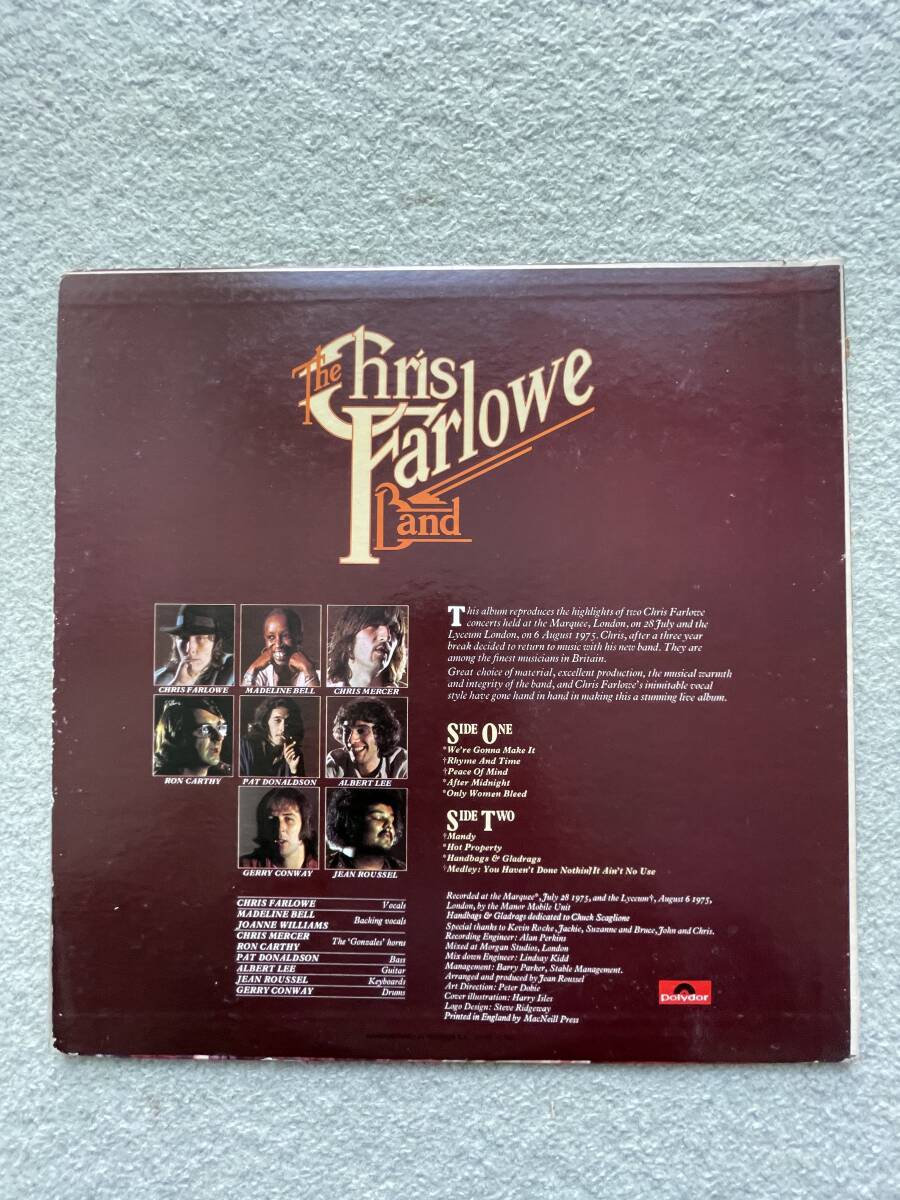 The Chris
Farlowe
Band
CHRIS FARLOWE
MADELINE BELL
CHRIS MERCER
RON CARTHY
PAT DONALDSON
ALBERT LEE
GERRY CONWAY
JEAN ROUSSEL
This album reproduces the highlights of two Chris Farlowe
concerts held at the Marquee, London, on 28 July and the
Lyceum London, on 6 August 1975. Chris, after a three year
break decided to return to music with his new band. They are
among the finest musicians in Britain.
Great choice of material, excellent production, the musical warmth
and integrity of the band, and Chris Farlowe's inimitable vocal
style have gone hand in hand in making this a stunning live album.
SIDE ONE
*We're Gonna Make It
†Rhyme And Time
†Peace Of Mind
*After Midnight
*Only Women Bleed
SIDE TWO
†Mandy
*Hot Property
*Handbags & Gladrags
†Medley: You Haven't Done Nothin'/It Ain't No Use
CHRIS FARLOWE Vocals
MADELINE BELL
JOANNE WILLIAMS Backing vocals
CHRIS MERCER
RON CARTHY The 'Gonzales' horns
PAT DONALDSON Bass
ALBERT LEE Guitar
JEAN ROUSSEL Keyboards
GERRY CONWAY Drums
Recorded at the Marquee*, July 28 1975, and the Lyceum†, August 6 1975,
London, by the Manor Mobile Unit
Handbags & Gladrags dedicated to Chuck Scaglione
Special thanks to Kevin Roche, Jackie, Suzanne and Bruce, John and Chris.
Recording Engineer: Alan Perkins
Mixed at Morgan Studios, London
Mix down Engineer: Lindsay Kidd
Management: Barry Parker, Stable Management.
Arranged and produced by Jean Roussel
Art Direction: Peter Dobie
Cover illustration: Harry Isles
Logo Design: Steve Ridgeway
Printed in England by MacNeill Press
polydor